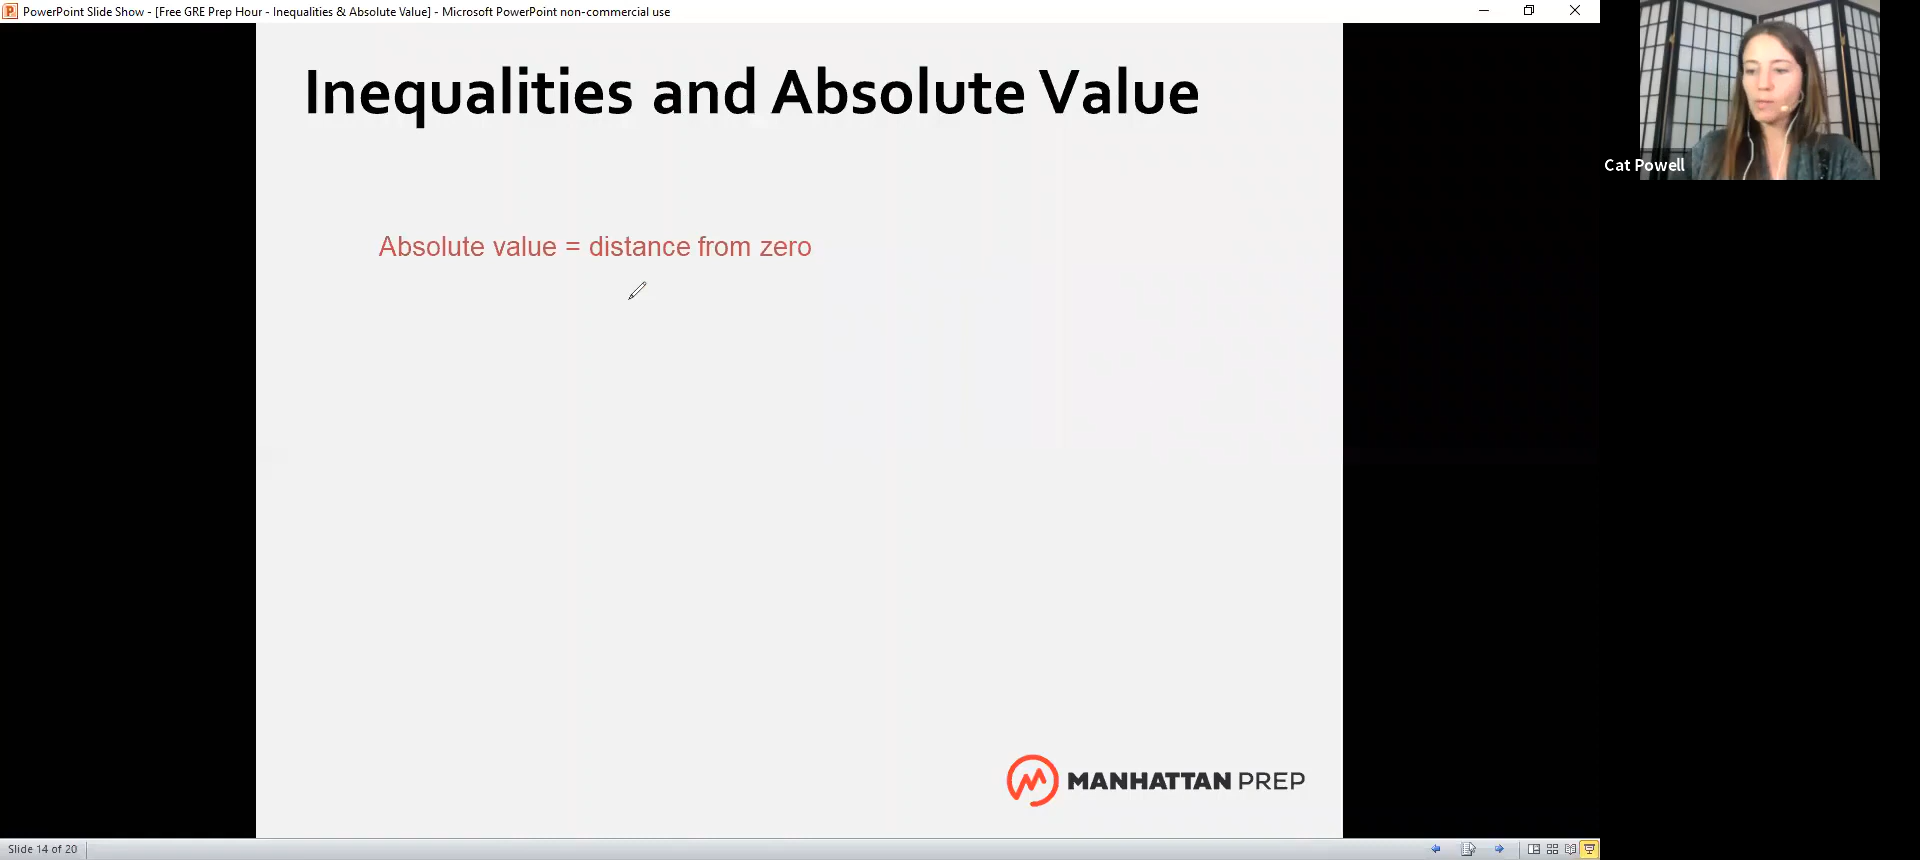 PowerPoint Slide Show - [Free GRE Prep Hour - Inequalities & Absolute Value] - Microsoft PowerPoint non-commercial use
Inequalities and Absolute Value
Cat Powell
Absolute value = distance from zero
MANHATTAN PREP
Slide 14 of 20